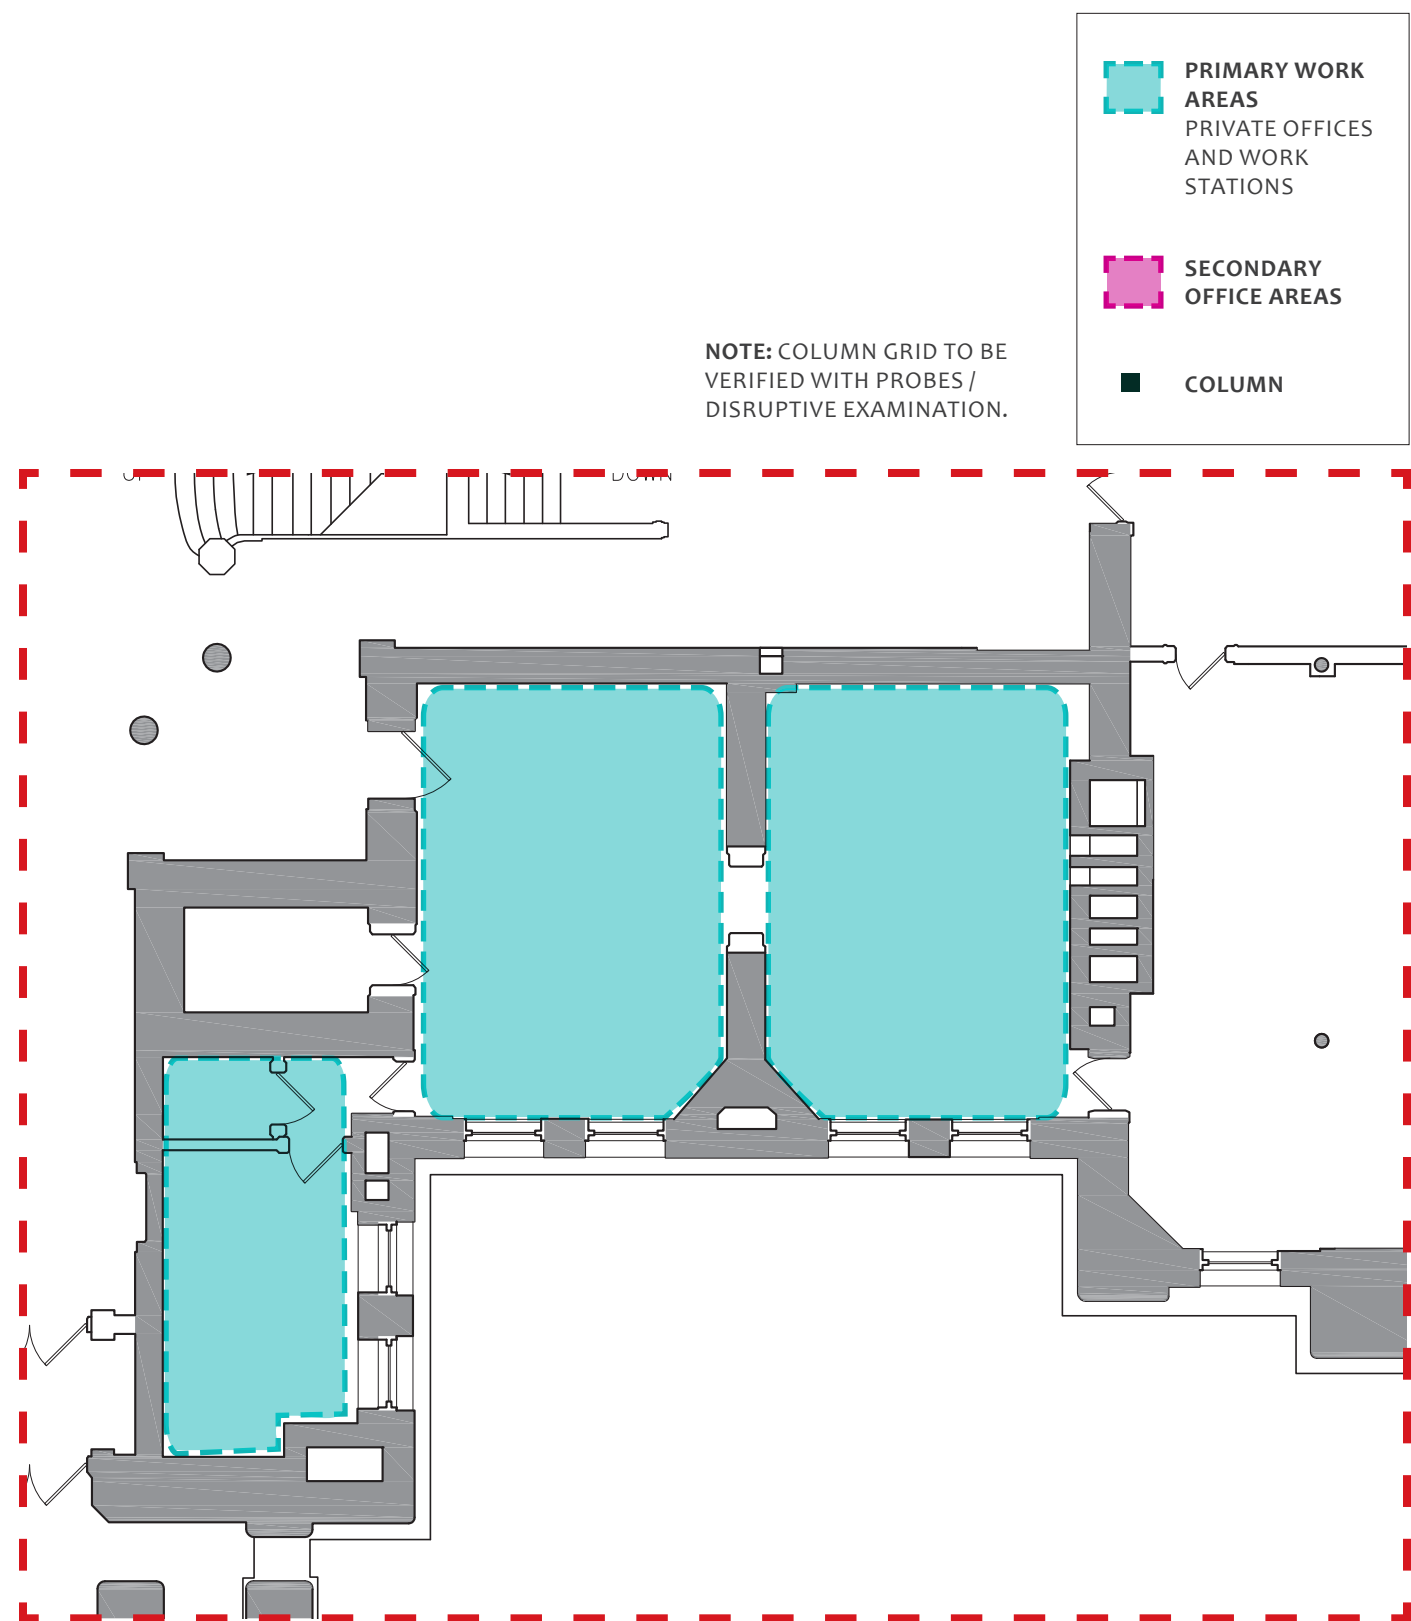 PRIMARY WORK
AREAS
PRIVATE OFFICES
AND WORK
STATIONS
SECONDARY
OFFICE AREAS
COLUMN
NOTE: COLUMN GRID TO BE
VERIFIED WITH PROBES /
DISRUPTIVE EXAMINATION.
DOWN